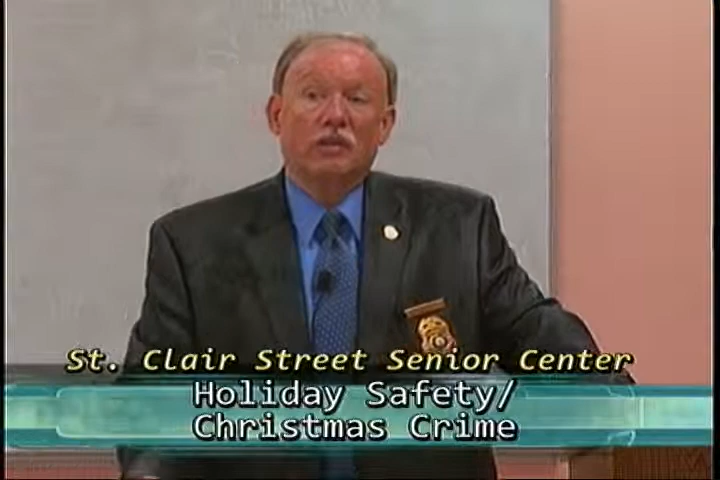 St. Clair Street Senior Center
Holiday Safety/
Christmas Crime